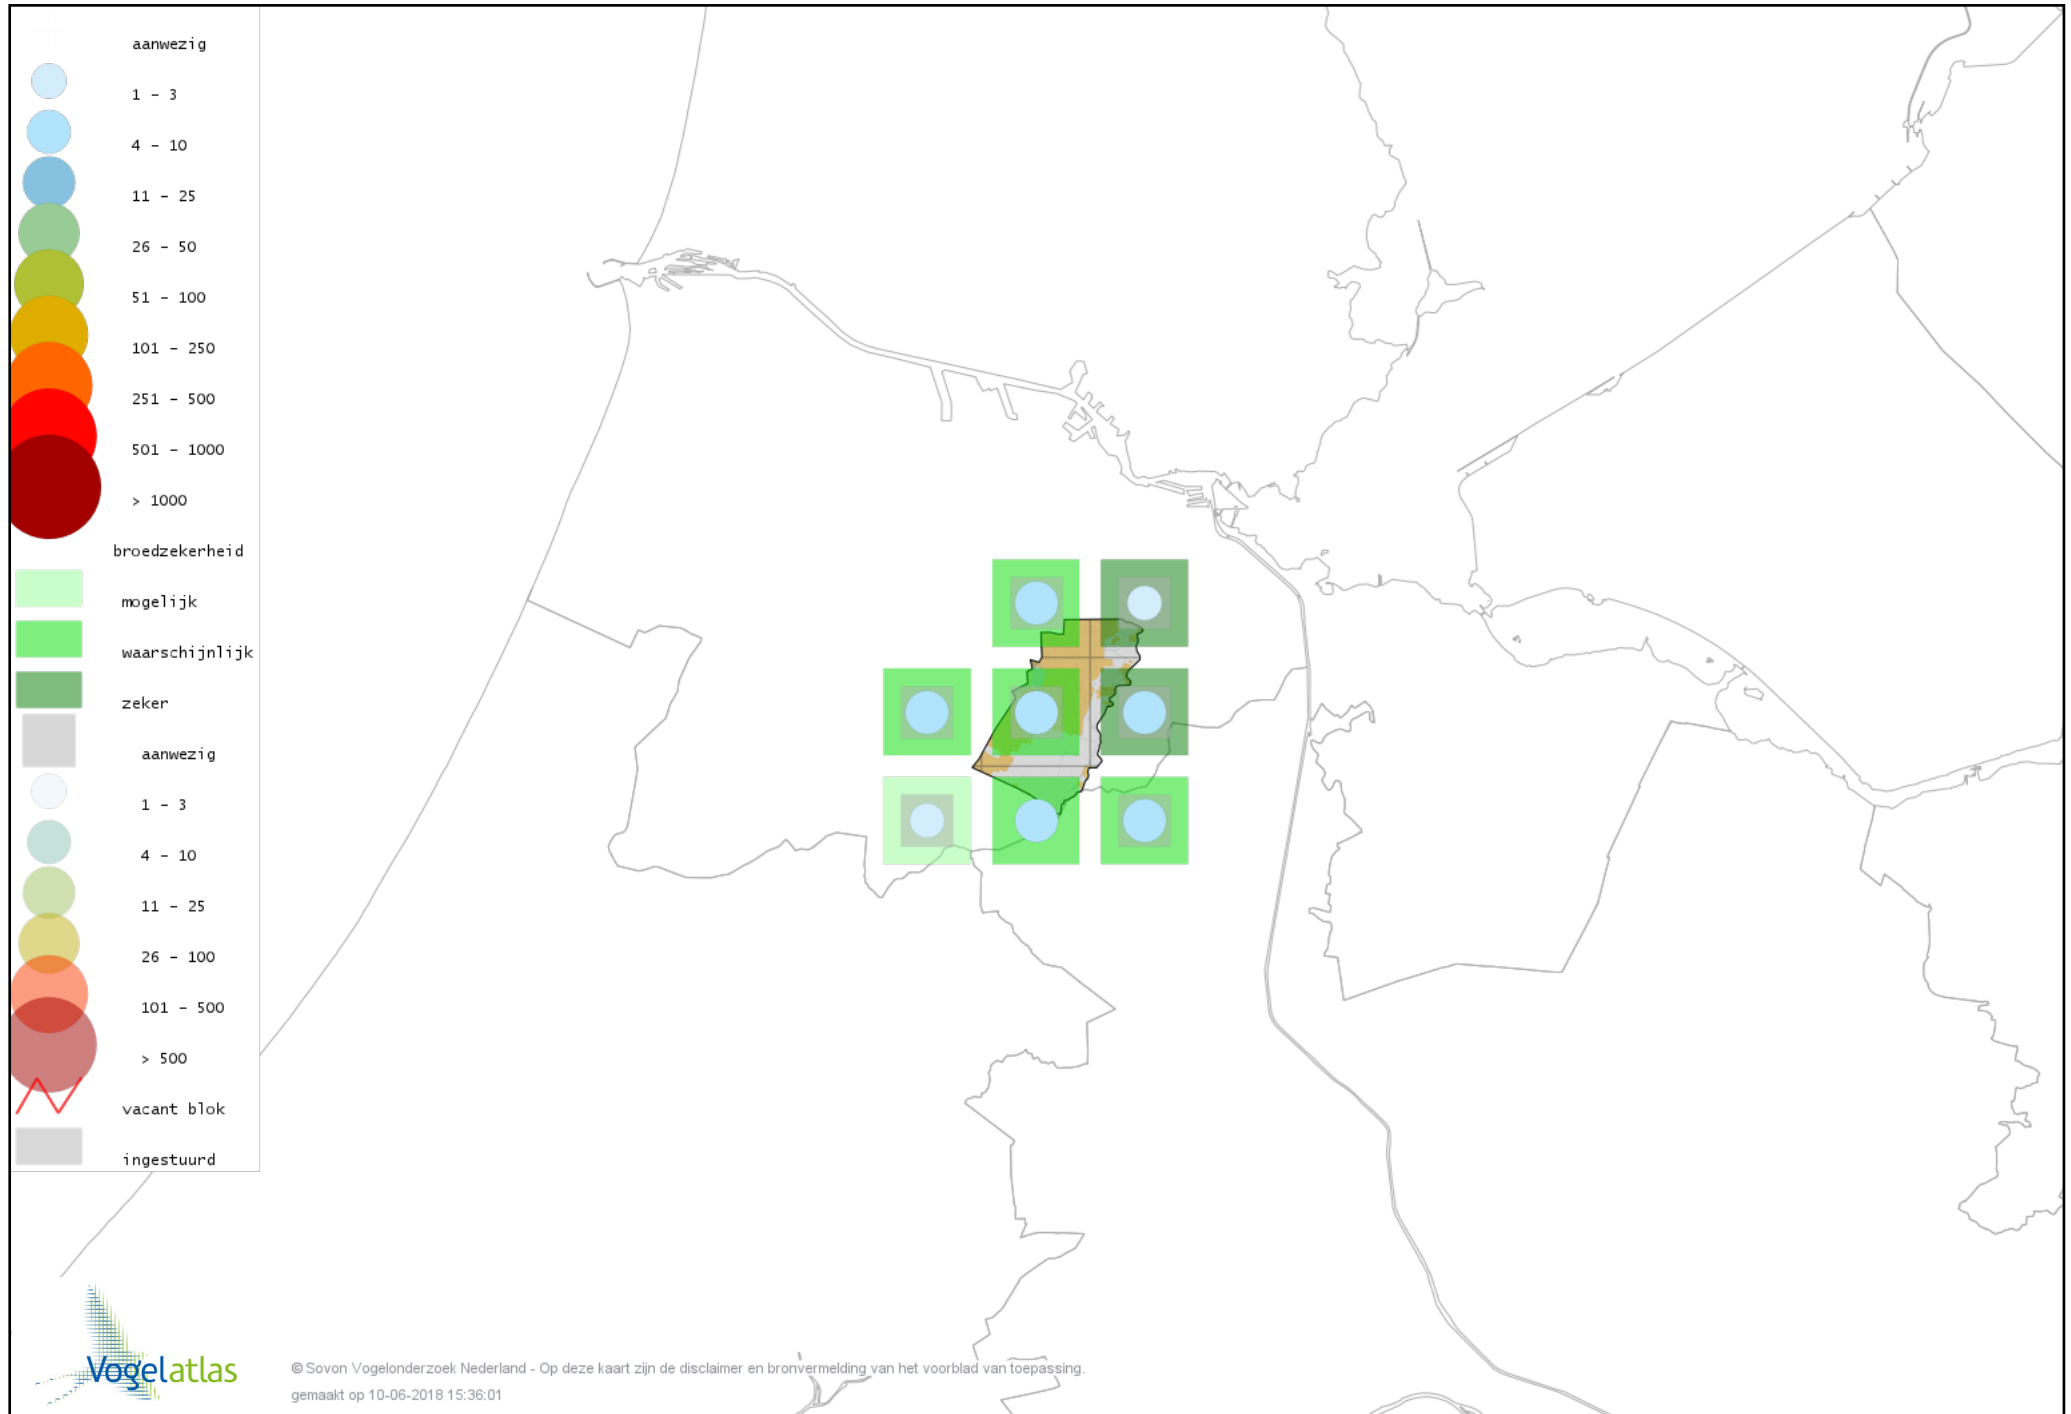 aanwezig
1 - 3
4 - 10
11 - 25
26 - 50
51 - 100
101 - 250
251 - 500
501 - 1000
> 1000
broedzekerheid
mogelijk
waarschijnlijk
zeker
aanwezig
1 - 3
4 - 10
11 - 25
26 - 100
101 - 500
> 500
vacant blok
ingestuurd
Vogelatlas
© Sovon Vogelonderzoek Nederland - Op deze kaart zijn de disclaimer en bronvermelding van het voorblad van toepassing.
gemaakt op 10-06-2018 15:36:01